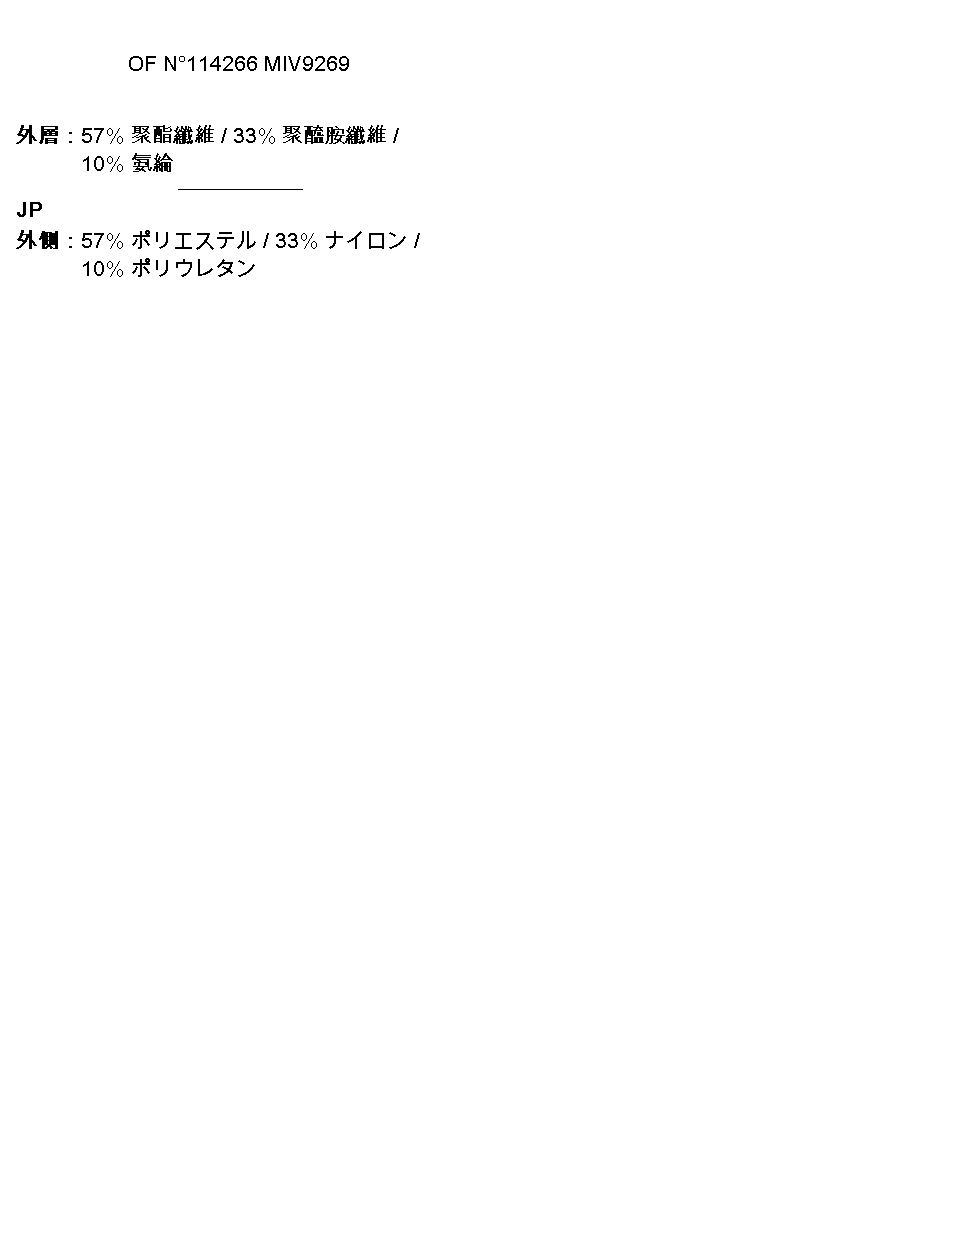 OF N°114266 MIV9269
外層 : 57% 聚酯纖維 / 33% 聚醯胺纖維 /
10% 氨綸
JP
外側 : 57% ポリエステル / 33% ナイロン /
10% ポリウレタン